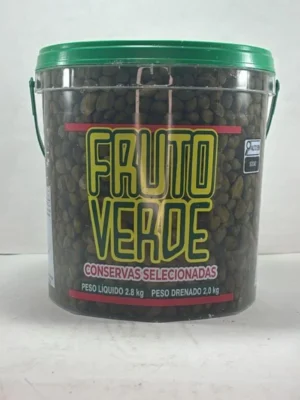 FRUTO
VERDE
CONSERVAS SELECIONADAS
PESO LIQUIDO 2.8 kg PESO DRENADO 2,0 kg